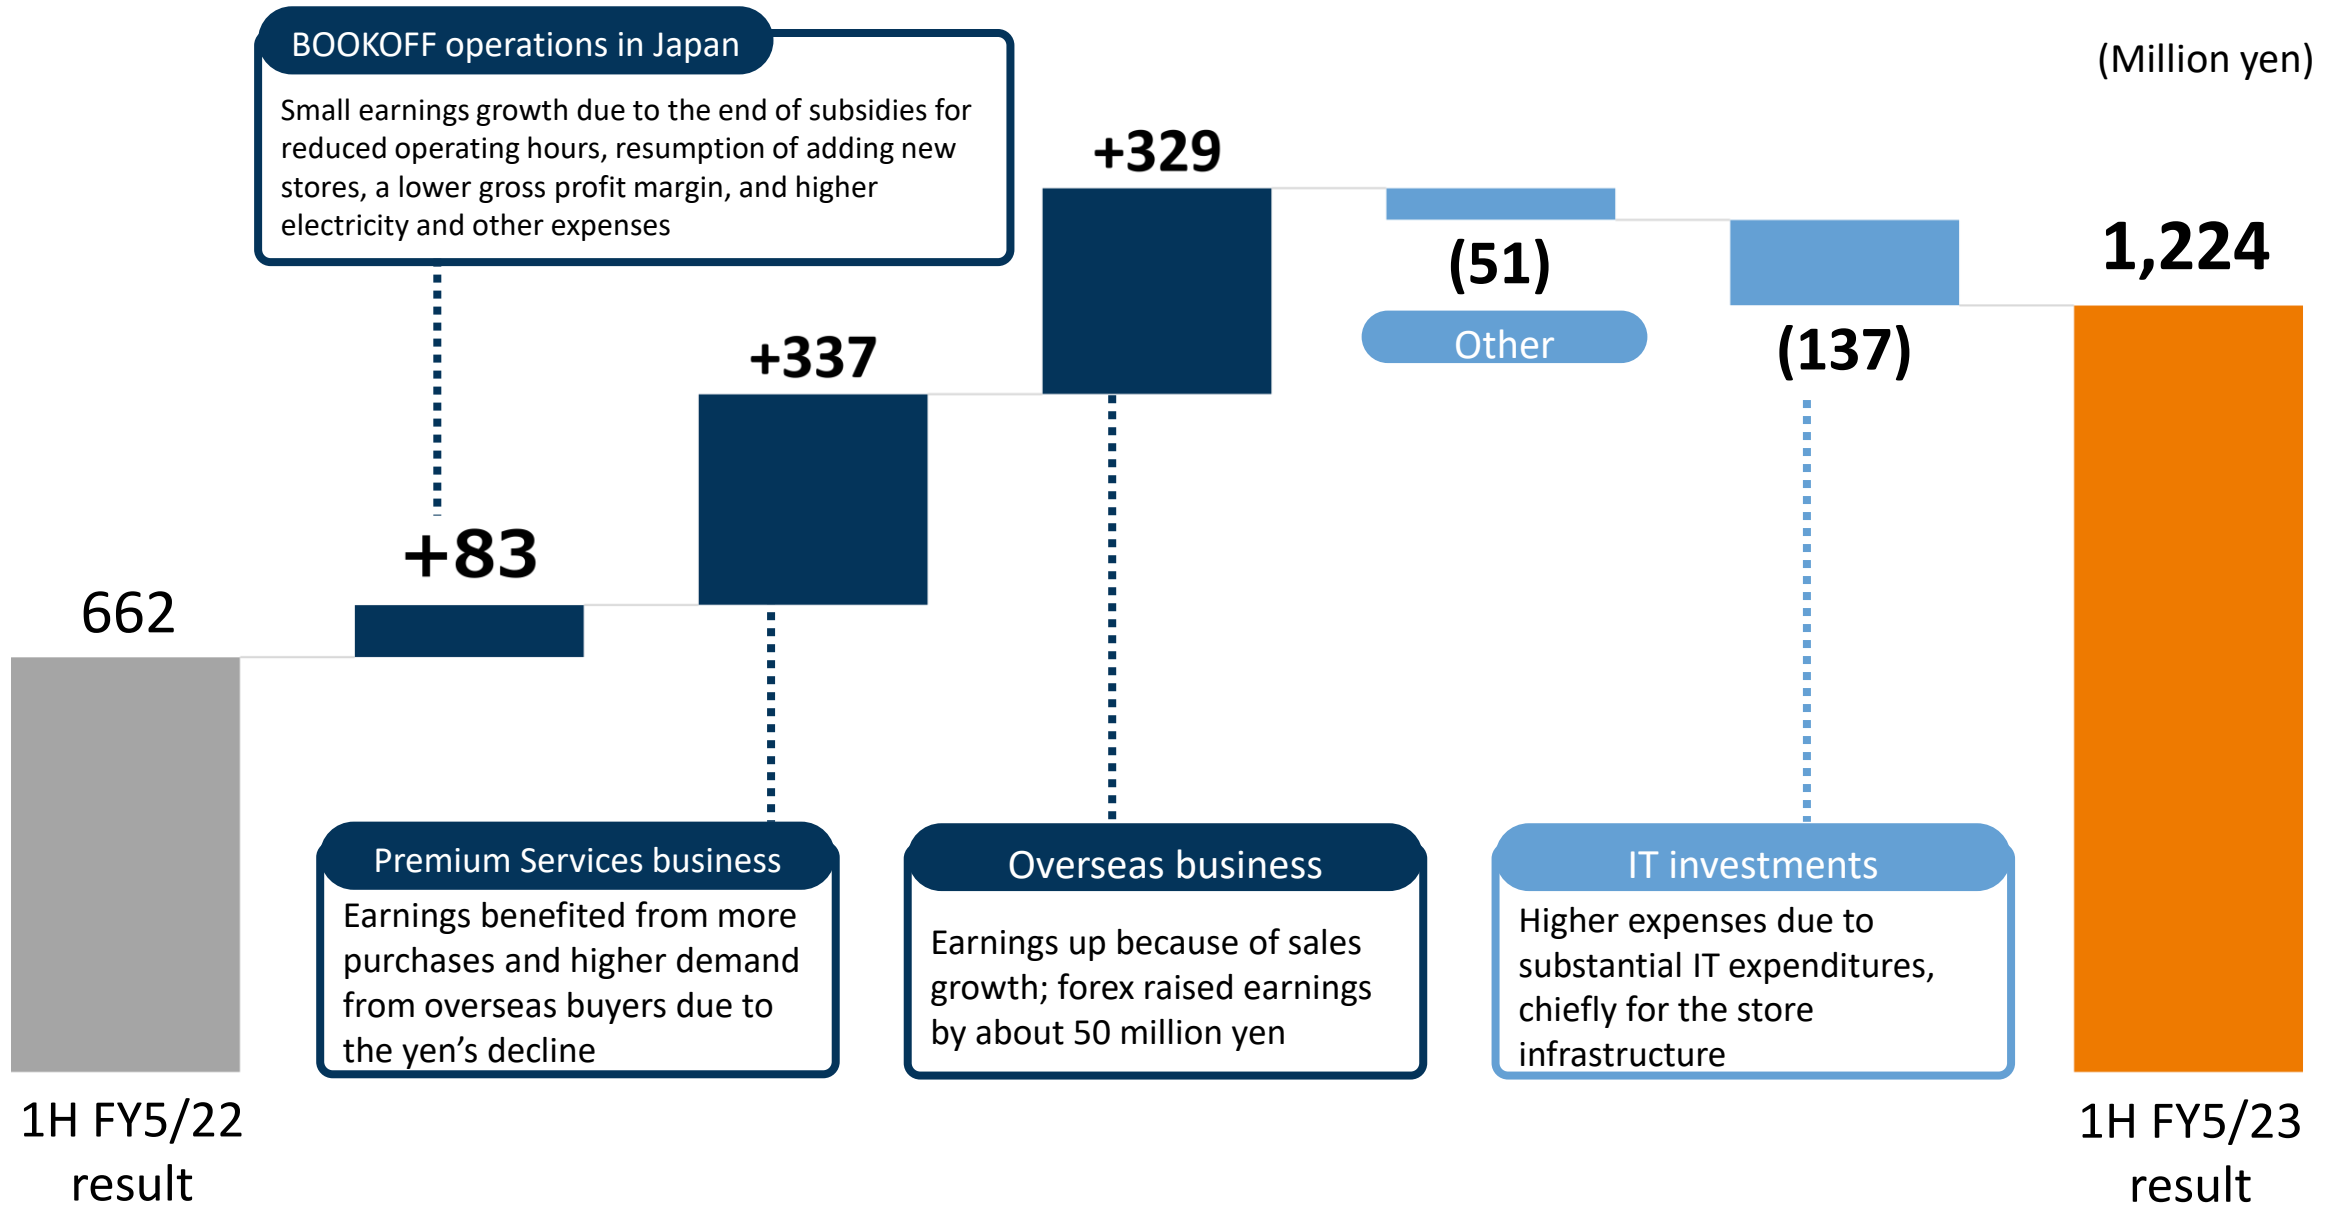 BOOKOFF operations in Japan
Small earnings growth due to the end of subsidies for
reduced operating hours, resumption of adding new
stores, a lower gross profit margin, and higher
electricity and other expenses
(Million yen)
662
+83
+337
+329
(51)
Other
(137)
1,224
Premium Services business
Earnings benefited from more
purchases and higher demand
from overseas buyers due to
the yen’s decline
Overseas business
Earnings up because of sales
growth; forex raised earnings
by about 50 million yen
IT investments
Higher expenses due to
substantial IT expenditures,
chiefly for the store
infrastructure
1H FY5/22
result
1H FY5/23
result